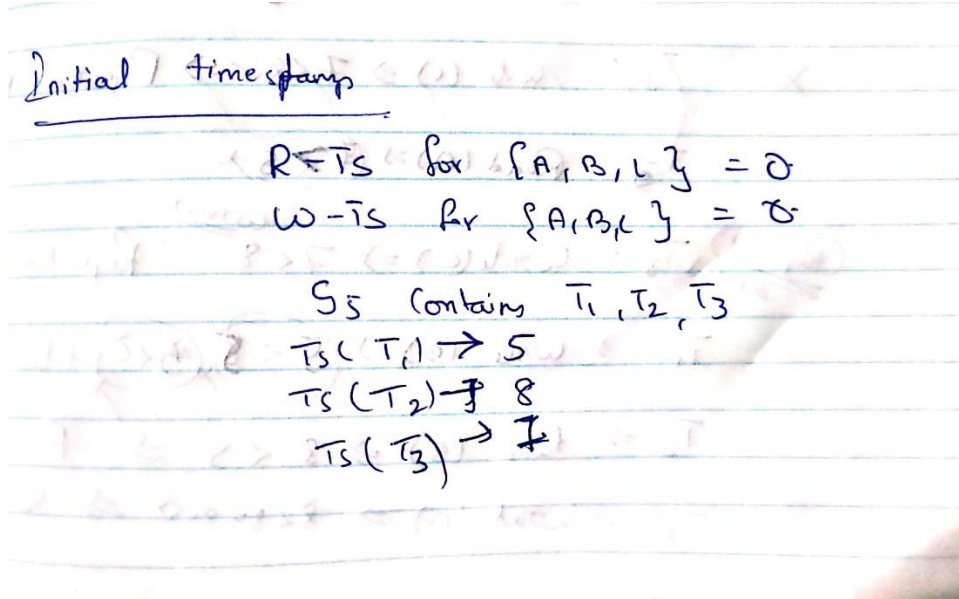 Initial timestamp
R-TS for {A, B, C} = 0
W-TS for {A, B, C} = 0
S5 contains T1, T2, T3
TS(T1) → 5
TS(T2) → 8
TS(T3) →